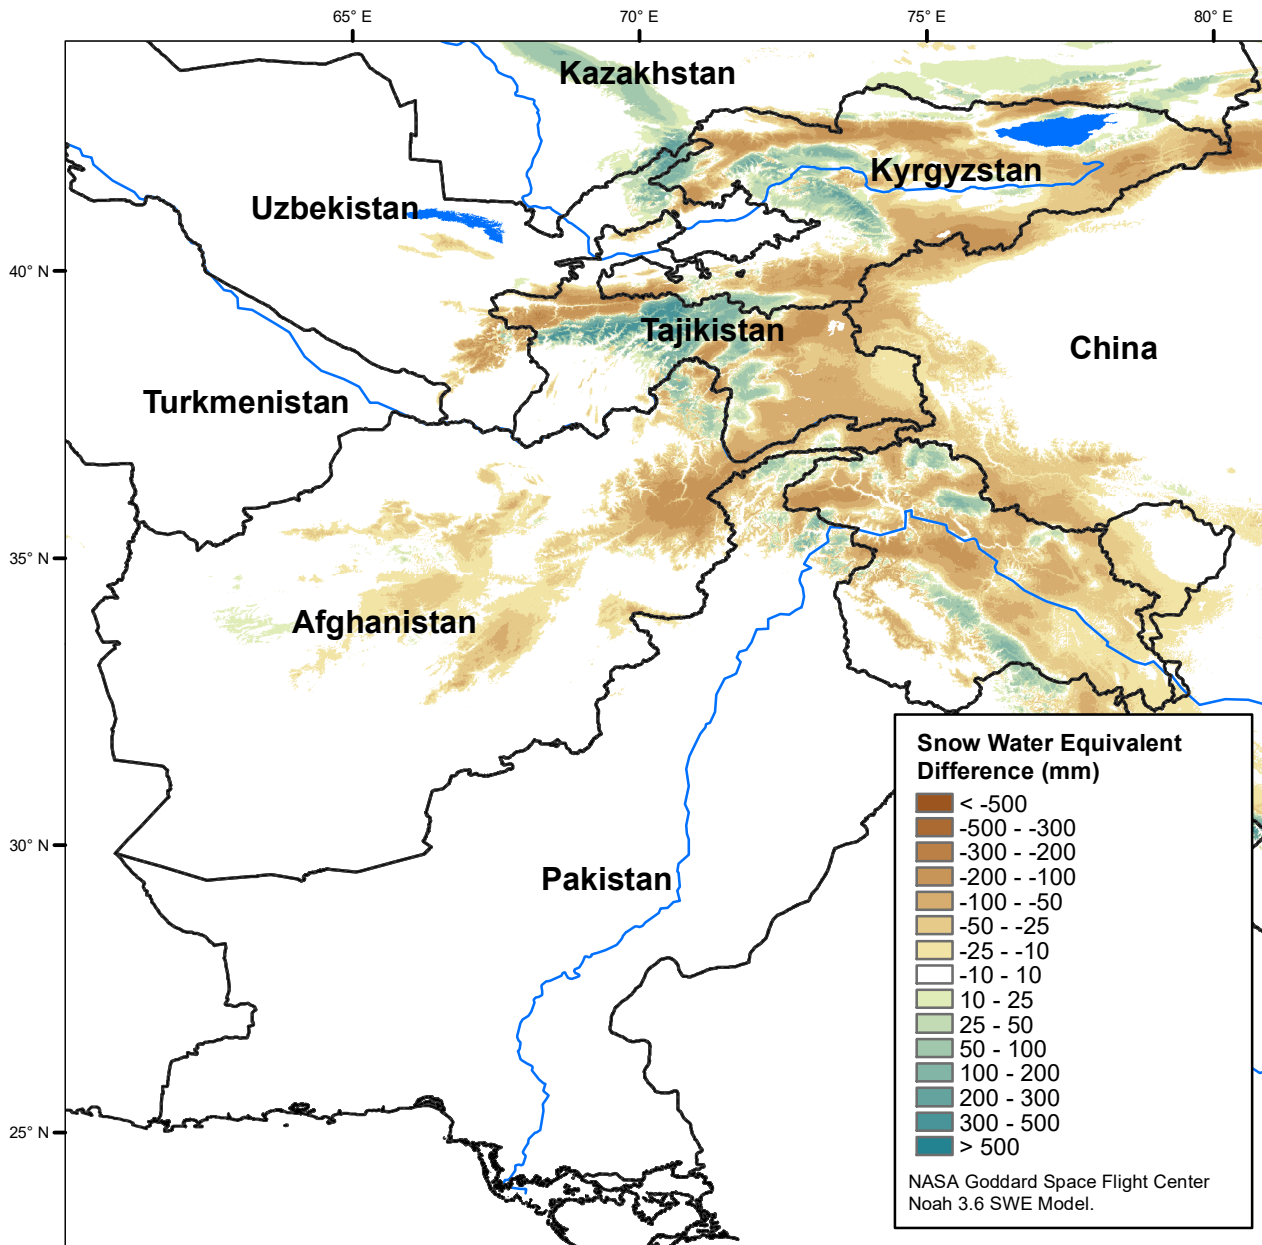 65° E
70° E
75° E
80° E
Kazakhstan
Kyrgyzstan
Uzbekistan
40° N
Tajikistan
China
Turkmenistan
35° N
Afghanistan
30° N
Pakistan
25° N
Snow Water Equivalent
Difference (mm)
< -500
-500 - -300
-300 - -200
-200 - -100
-100 - -50
-50 - -25
-25 - -10
-10 - 10
10 - 25
25 - 50
50 - 100
100 - 200
200 - 300
300 - 500
> 500
NASA Goddard Space Flight Center
Noah 3.6 SWE Model.